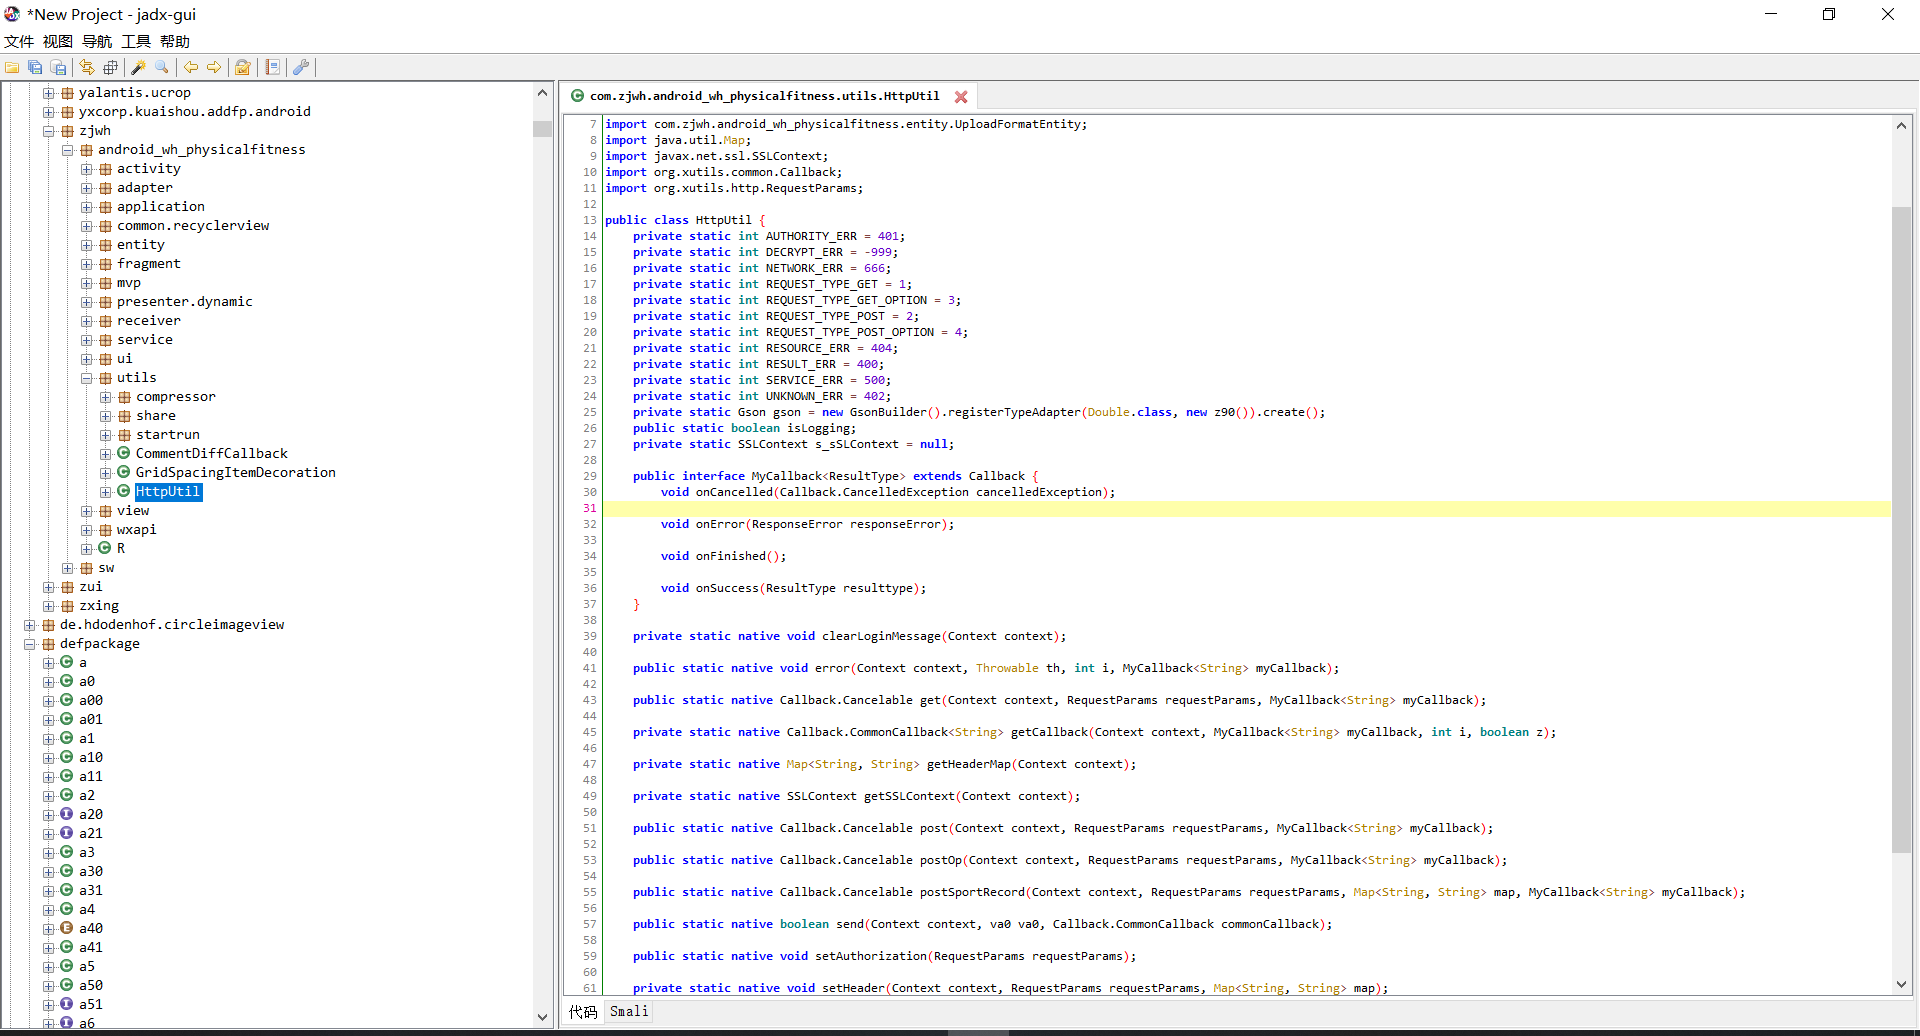 *New Project - jadx-gui
文件 视图 导航 工具 帮助
yalantis.ucrop
yxcorp.kuaishou.addfp.android
zjwh
android_wh_physicalfitness
activity
adapter
application
common.recyclerview
entity
fragment
mvp
presenter.dynamic
receiver
service
ui
utils
compressor
share
startrun
CommentDiffCallback
GridSpacingItemDecoration
HttpUtil
view
wxapi
R
sw
zui
zxing
de.hdodenhof.circleimageview
defpackage
a
a0
a00
a01
a1
a10
a11
a2
a20
a21
a3
a30
a31
a4
a40
a41
a5
a50
a51
a6
com.zjwh.android_wh_physicalfitness.utils.HttpUtil
7 import com.zjwh.android_wh_physicalfitness.entity.UploadFormatEntity;
8 import java.util.Map;
9 import javax.net.ssl.SSLContext;
10 import org.xutils.common.Callback;
11 import org.xutils.http.RequestParams;
12
13 public class HttpUtil {
14 private static int AUTHORITY_ERR = 401;
15 private static int DECRYPT_ERR = -999;
16 private static int NETWORK_ERR = 666;
17 private static int REQUEST_TYPE_GET = 1;
18 private static int REQUEST_TYPE_GET_OPTION = 3;
19 private static int REQUEST_TYPE_POST = 2;
20 private static int REQUEST_TYPE_POST_OPTION = 4;
21 private static int RESOURCE_ERR = 404;
22 private static int RESULT_ERR = 400;
23 private static int SERVICE_ERR = 500;
24 private static int UNKNOWN_ERR = 402;
25 private static Gson gson = new GsonBuilder().registerTypeAdapter(Double.class, new z90()).create();
26 public static boolean isLogging;
27 private static SSLContext s_sSLContext = null;
28
29 public interface MyCallback<ResultType> extends Callback {
30 void onCancelled(Callback.CancelledException cancelledException);
31
32 void onError(ResponseError responseError);
33
34 void onFinished();
35
36 void onSuccess(ResultType resulttype);
37 }
38
39 private static native void clearLoginMessage(Context context);
40
41 public static native void error(Context context, Throwable th, int i, MyCallback<String> myCallback);
42
43 public static native Callback.Cancelable get(Context context, RequestParams requestParams, MyCallback<String> myCallback);
44
45 private static native Callback.CommonCallback<String> getCallback(Context context, MyCallback<String> myCallback, int i, boolean z);
46
47 private static native Map<String, String> getHeaderMap(Context context);
48
49 private static native SSLContext getSSLContext(Context context);
50
51 public static native Callback.Cancelable post(Context context, RequestParams requestParams, MyCallback<String> myCallback);
52
53 public static native Callback.Cancelable postOp(Context context, RequestParams requestParams, MyCallback<String> myCallback);
54
55 public static native Callback.Cancelable postSportRecord(Context context, RequestParams requestParams, Map<String, String> map, MyCallback<String> myCallback);
56
57 public static native boolean send(Context context, va0 va0, Callback.CommonCallback commonCallback);
58
59 public static native void setAuthorization(RequestParams requestParams);
60
61 private static native void setHeader(Context context, RequestParams requestParams, Map<String, String> map);
代码 Smali